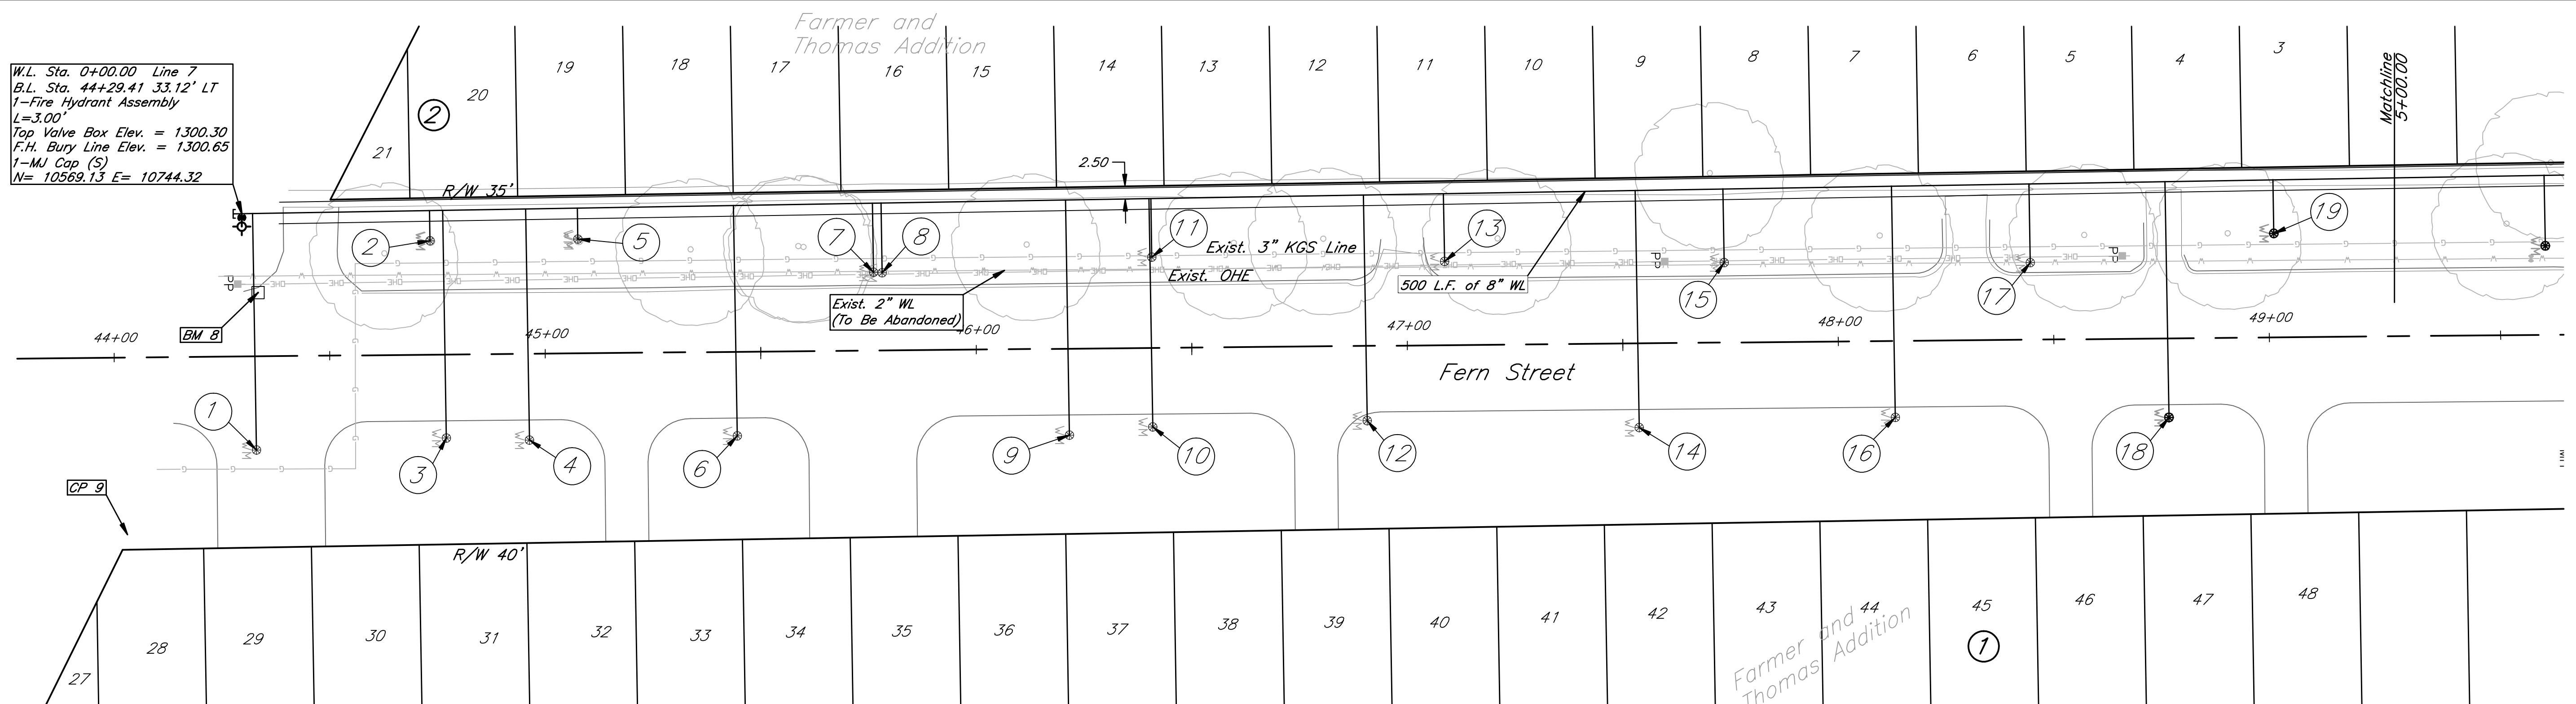 Farmer and
Thomas Addition
W.L. Sta. 0+00.00 Line 7
B.L. Sta. 44+29.41 33.12' LT
1-Fire Hydrant Assembly
L=3.00'
Top Valve Box Elev. = 1300.30
F.H. Bury Line Elev. = 1300.65
1-MJ Cap (S)
N= 10569.13 E= 10744.32
21
20
19
18
17
16
15
14
13
12
11
10
9
8
7
6
5
4
3
2
Matchline
5+00.00
R/W 35'
2.50
2
5
7
8
11
13
15
17
19
Exist. 3" KGS Line
Exist. OHE
500 L.F. of 8" WL
Exist. 2" WL
(To Be Abandoned)
PP
PP
PP
BM 8
44+00
45+00
46+00
47+00
48+00
49+00
Fern Street
1
3
4
6
9
10
12
14
16
18
WM
CP 9
R/W 40'
27
28
29
30
31
32
33
34
35
36
37
38
39
40
41
42
43
44
45
46
47
48
1
Farmer and
Thomas Addition